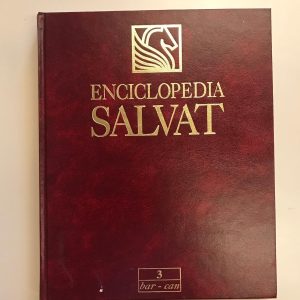 ENCICLOPEDIA
SALVAT
3
bar - can